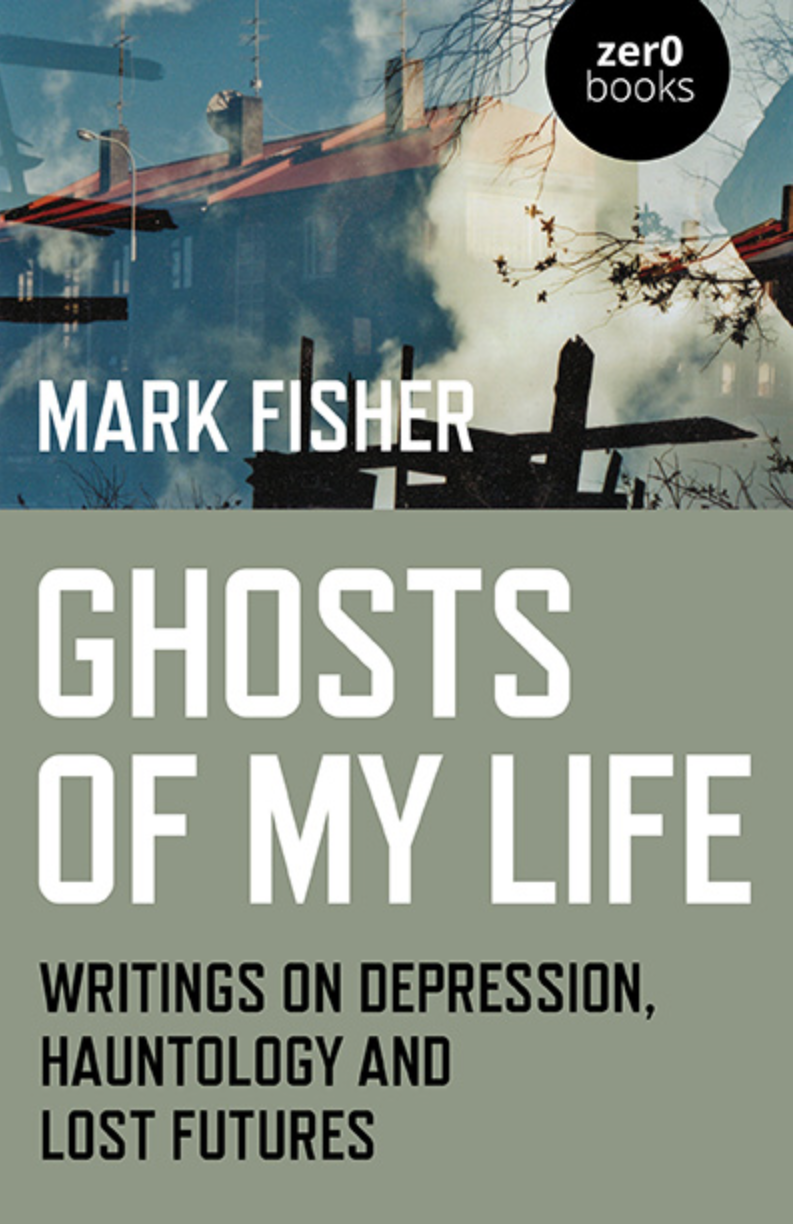 zer0
books
MARK FISHER
GHOSTS
OF MY LIFE
WRITINGS ON DEPRESSION,
HAUNTOLOGY AND
LOST FUTURES